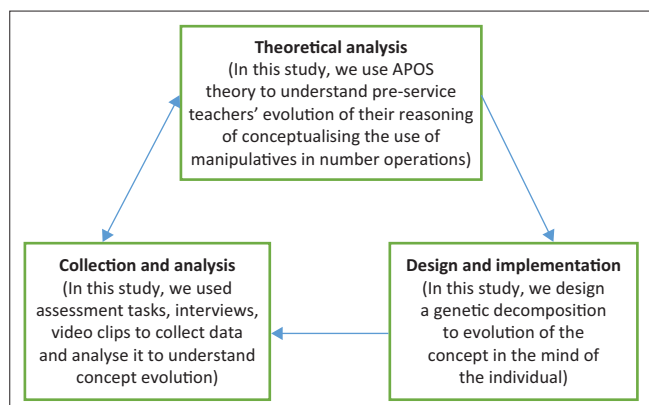 Theoretical analysis
(In this study, we use APOS
theory to understand pre-service
teachers’ evolution of their reasoning
of conceptualising the use of
manipulatives in number operations)
Collection and analysis
(In this study, we used
assessment tasks, interviews,
video clips to collect data
and analyse it to understand
concept evolution)
Design and implementation
(In this study, we design
a genetic decomposition
to evolution of the
concept in the mind of
the individual)